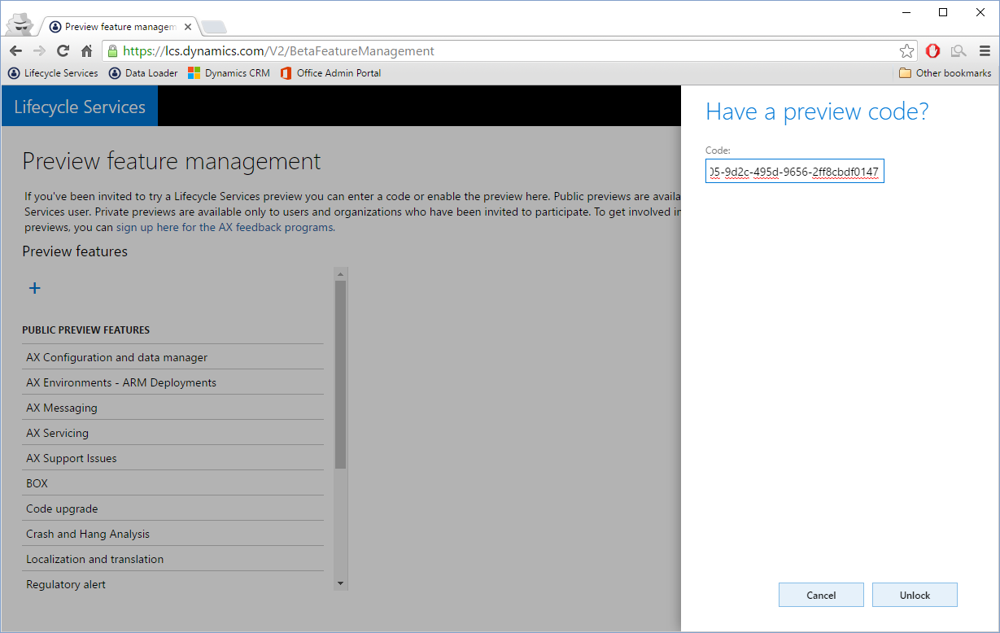 Preview feature managem
https://lcs.dynamics.com/V2/BetaFeatureManagement
Lifecycle Services
Data Loader
Dynamics CRM
Office Admin Portal
Other bookmarks
Lifecycle Services
Preview feature management
If you've been invited to try a Lifecycle Services preview you can enter a code or enable the preview here. Public previews are availa
Services user. Private previews are available only to users and organizations who have been invited to participate. To get involved in
previews, you can sign up here for the AX feedback programs.
Preview features
+
PUBLIC PREVIEW FEATURES
AX Configuration and data manager
AX Environments - ARM Deployments
AX Messaging
AX Servicing
AX Support Issues
BOX
Code upgrade
Crash and Hang Analysis
Localization and translation
Regulatory alert
Have a preview code?
Code:
05-9d2c-495d-9656-2ff8cbdf0147
Cancel
Unlock